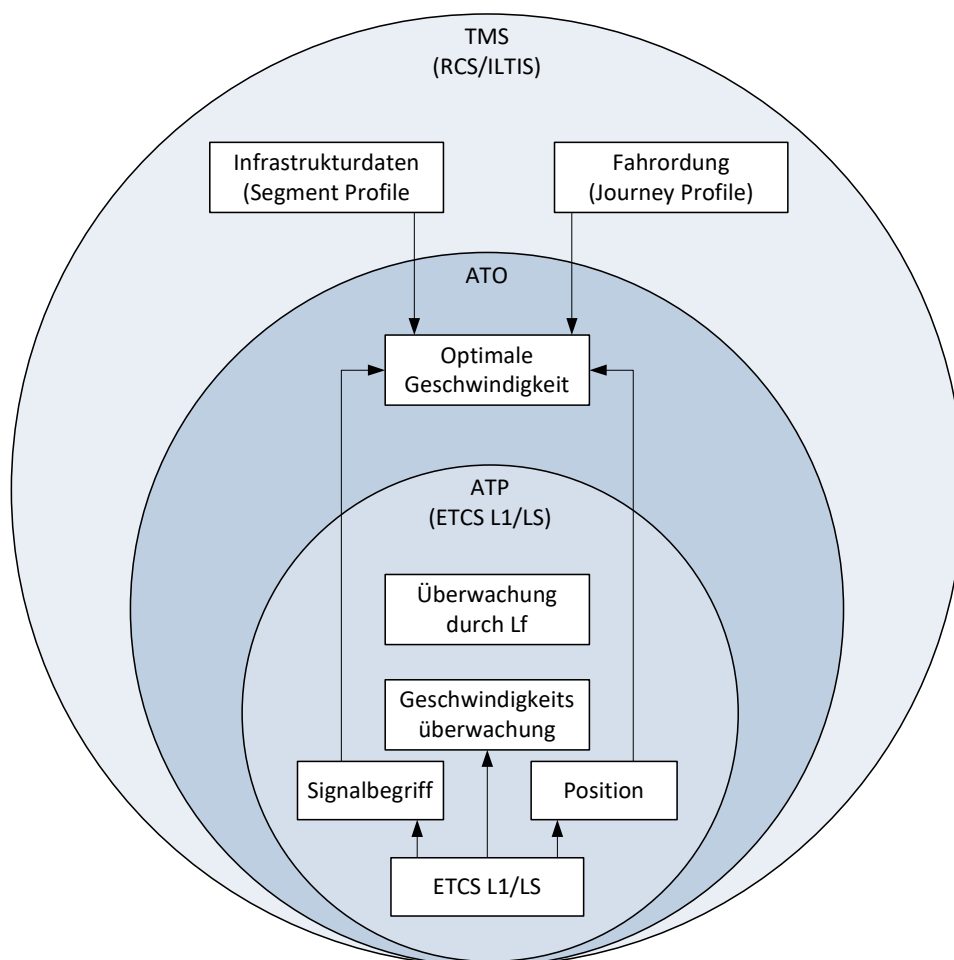 TMS
(RCS/ILTIS)
Infrastrukturdaten
(Segment Profile
Fahrordung
(Journey Profile)
ATO
Optimale
Geschwindigkeit
ATP
(ETCS L1/LS)
Überwachung
durch Lf
Geschwindigkeits
überwachung
Signalbegriff
Position
ETCS L1/LS